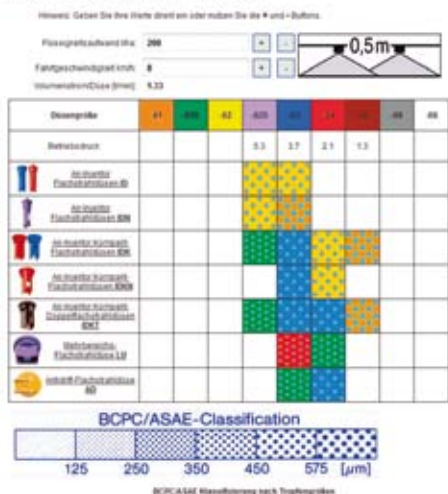 Hinweis: Geben Sie Ihre Werte direkt ein oder nutzen Sie die + und – Buttons.
Flüssigkeitsaufwand l/ha: 200 + -
0,5 m
Fahrgeschwindigkeit km/h: 8 + -
Volumenstrom/Düse [l/min]: 1.33
Düsengröße -01 -015 -02 -025 -03 -04 -05 -06 -08
Betriebsdruck 5.3 3.7 2.1 1.3
Air-Injektor
Flachstrahldüsen ID
Air-Injektor
Flachstrahldüsen IDN
Air-Injektor Kompakt-
Flachstrahldüsen IDK
Air-Injektor Kompakt-
Flachstrahldüsen IDKN
Air-Injektor Kompakt-
Doppelflachstrahldüsen
IDKT
Mehrbereichs-
Flachstrahldüse LU
Antidrift-Flachstrahldüse
AD
BCPC/ASAE-Classification
125 250 350 450 575 [µm]
BCPC/ASAE Klassifizierung nach Tropfengrößen